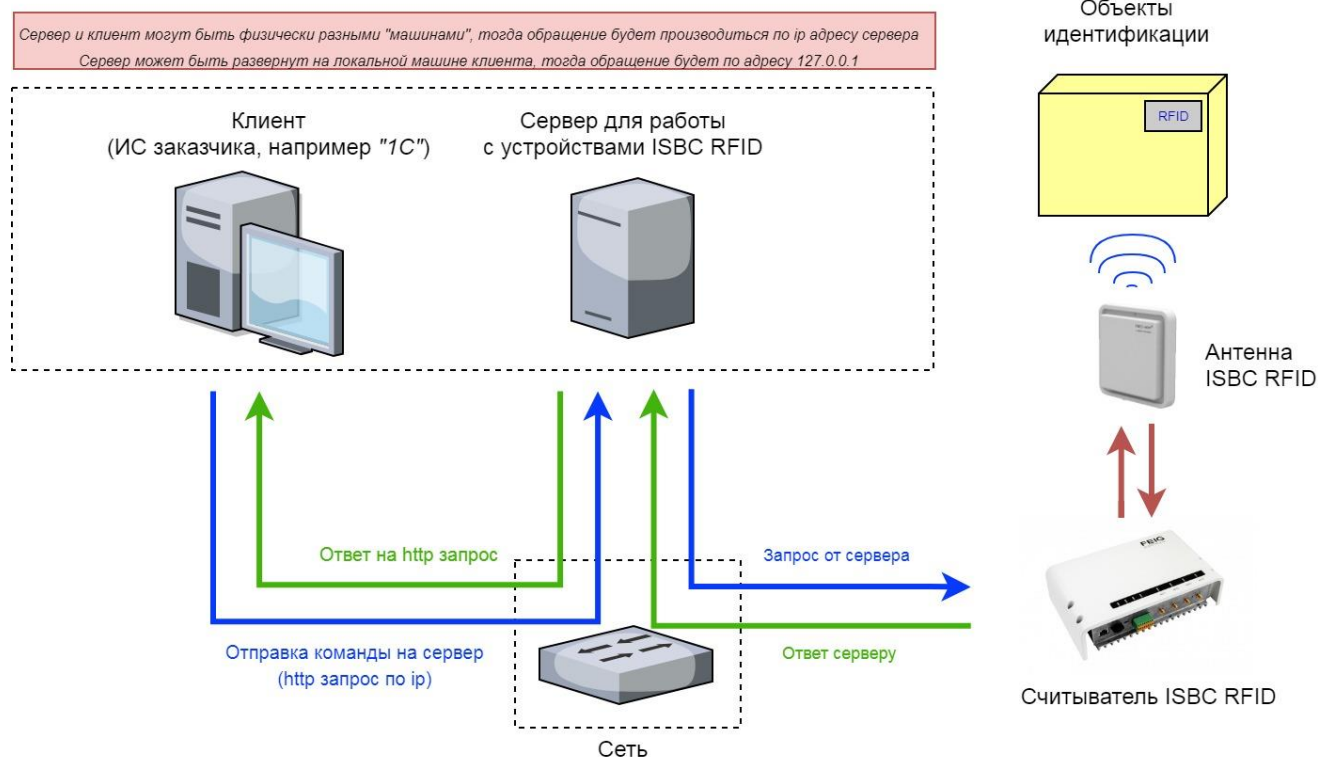 Сервер и клиент могут быть физически разными "машинами", тогда обращение будет производиться по ip адресу сервера
Сервер может быть развернут на локальной машине клиента, тогда обращение будет по адресу 127.0.0.1
Объекты
идентификации
Клиент
(ИС заказчика, например "1С")
Сервер для работы
с устройствами ISBC RFID
RFID
Антенна
ISBC RFID
Ответ на http запрос
Запрос от сервера
FEIG
Отправка команды на сервер
(http запрос по ip)
Ответ серверу
Считыватель ISBC RFID
Сеть